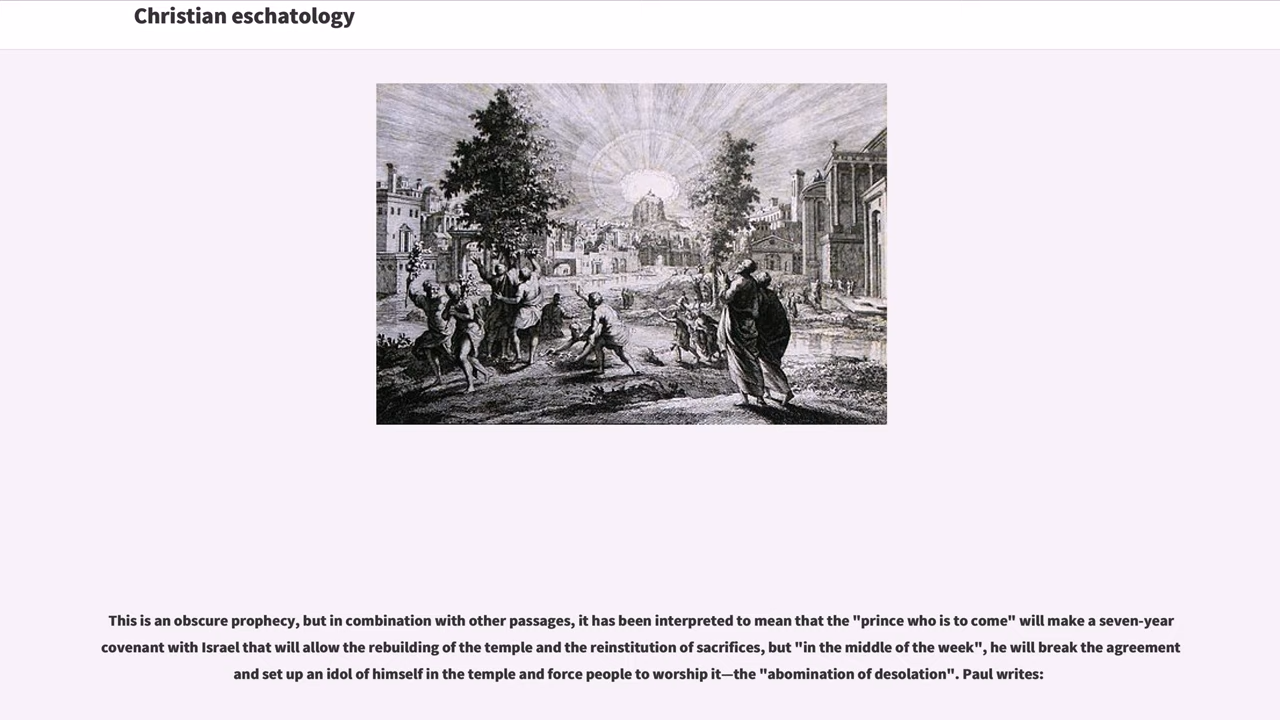 Christian eschatology
This is an obscure prophecy, but in combination with other passages, it has been interpreted to mean that the "prince who is to come" will make a seven-year
covenant with Israel that will allow the rebuilding of the temple and the reinstitution of sacrifices, but "in the middle of the week", he will break the agreement
and set up an idol of himself in the temple and force people to worship it—the "abomination of desolation". Paul writes: